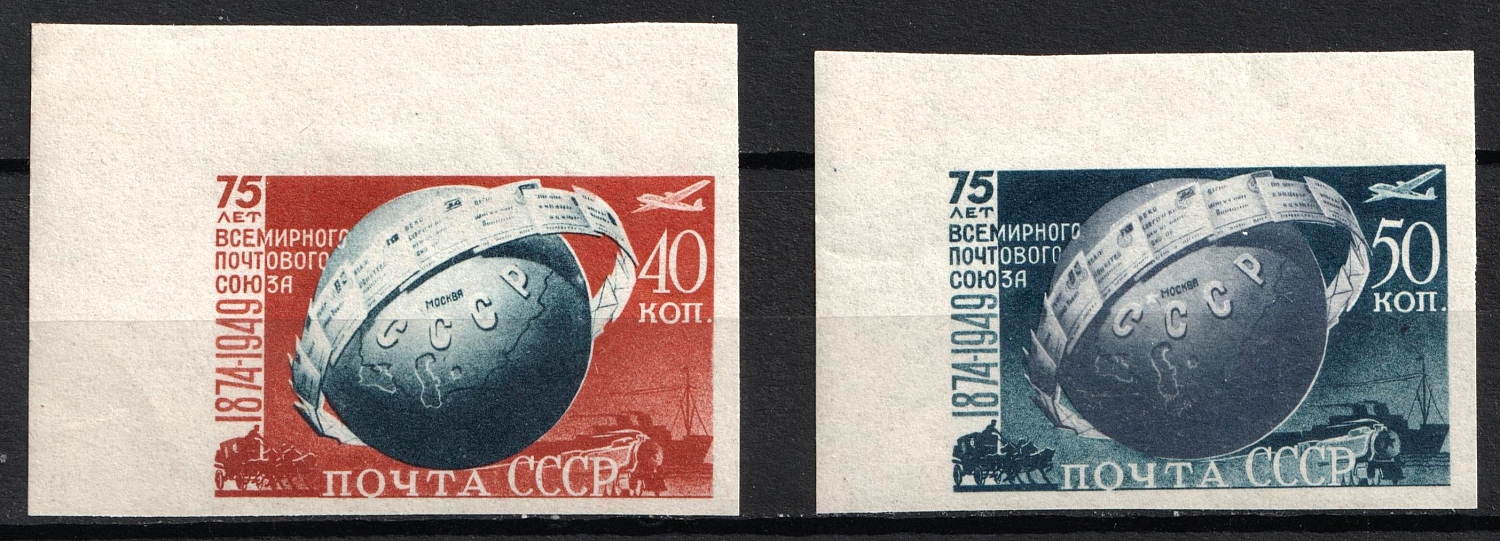 75
ЛЕТ
ВСЕМИРНОГО
ПОЧТОВОГО
СОЮЗА
1874-1949
40
КОП.
МОСКВА
СССР
ПОЧТА СССР
75
ЛЕТ
ВСЕМИРНОГО
ПОЧТОВОГО
СОЮЗА
1874-1949
50
КОП.
МОСКВА
СССР
ПОЧТА СССР